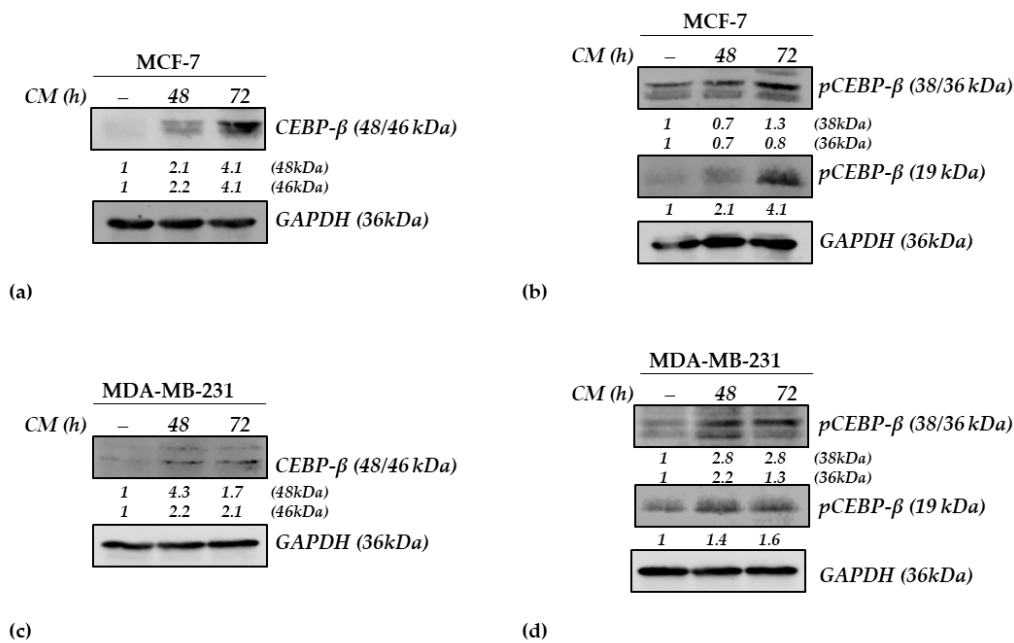 MCF-7
CM (h) – 48 72
CEBP-β (48/46 kDa)
1 2.1 4.1 (48kDa)
1 2.2 4.1 (46kDa)
GAPDH (36kDa)
(a)
MCF-7
CM (h) – 48 72
pCEBP-β (38/36 kDa)
1 0.7 1.3 (38kDa)
1 0.7 0.8 (36kDa)
pCEBP-β (19 kDa)
1 2.1 4.1
GAPDH (36kDa)
(b)
MDA-MB-231
CM (h) – 48 72
CEBP-β (48/46 kDa)
1 4.3 1.7 (48kDa)
1 2.2 2.1 (46kDa)
GAPDH (36kDa)
(c)
MDA-MB-231
CM (h) – 48 72
pCEBP-β (38/36 kDa)
1 2.8 2.8 (38kDa)
1 2.2 1.3 (36kDa)
pCEBP-β (19 kDa)
1 1.4 1.6
GAPDH (36kDa)
(d)